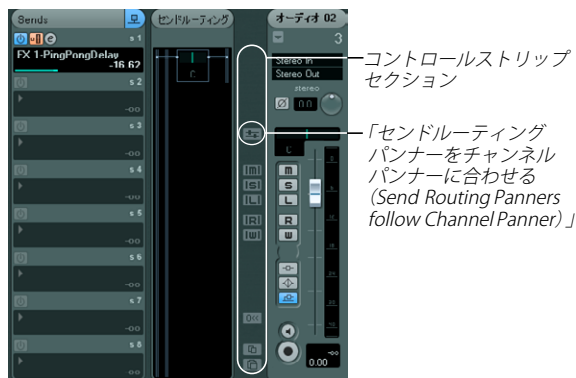 Sends
センドルーティング
オーディオ 02
s 1
3
FX 1-PingPongDelay
-16.62
C
Stereo In
Stereo Out
コントロールストリップ
セクション
s 2
-oo
stereo
0.0
s 3
-oo
「センドルーティング
パンナーをチャンネル
パンナーに合わせる
(Send Routing Panners
follow Channel Panner)」
C
s 4
-oo
[m] m
[s] s
[L] L
s 5
-oo
[R] R
[W] W
s 6
-oo
s 7
-oo
s 8
-oo
-oo
0.00